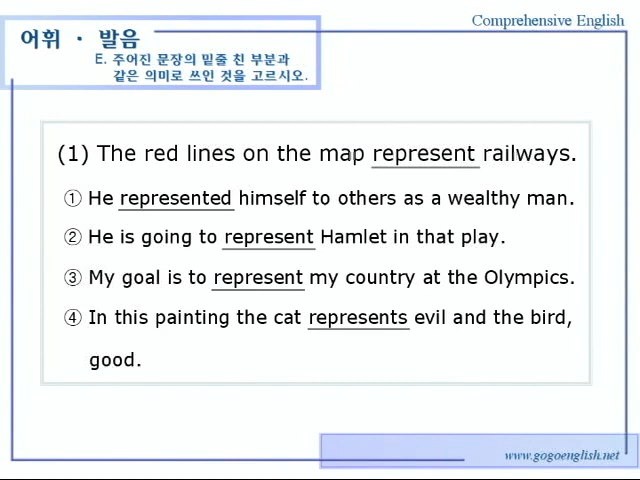 Comprehensive English
어휘 · 발음
E. 주어진 문장의 밑줄 친 부분과
같은 의미로 쓰인 것을 고르시오.
(1) The red lines on the map represent railways.
① He represented himself to others as a wealthy man.
② He is going to represent Hamlet in that play.
③ My goal is to represent my country at the Olympics.
④ In this painting the cat represents evil and the bird,
good.
www.gogoenglish.net